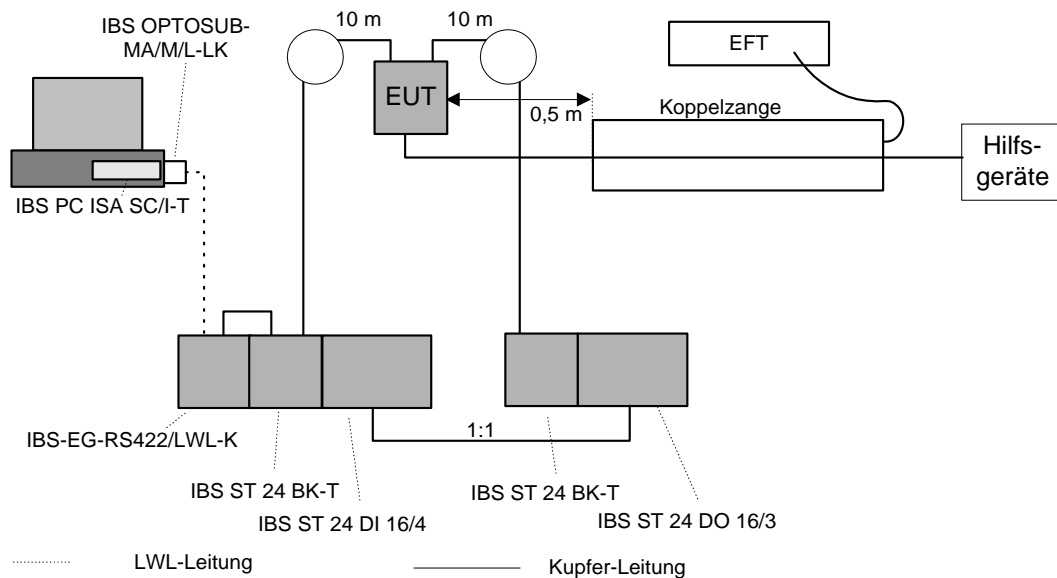 IBS OPTOSUB-
MA/M/L-LK
10 m
10 m
EFT
EUT
0,5 m
Koppelzange
Hilfs-
geräte
IBS PC ISA SC/I-T
IBS-EG-RS422/LWL-K
1:1
IBS ST 24 BK-T
IBS ST 24 BK-T
IBS ST 24 DI 16/4
IBS ST 24 DO 16/3
LWL-Leitung
Kupfer-Leitung